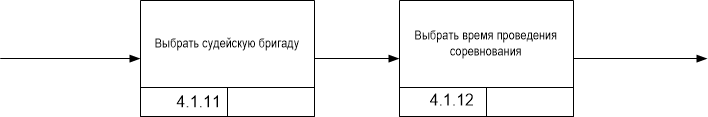 Выбрать судейскую бригаду
4.1.11
Выбрать время проведения
соревнования
4.1.12